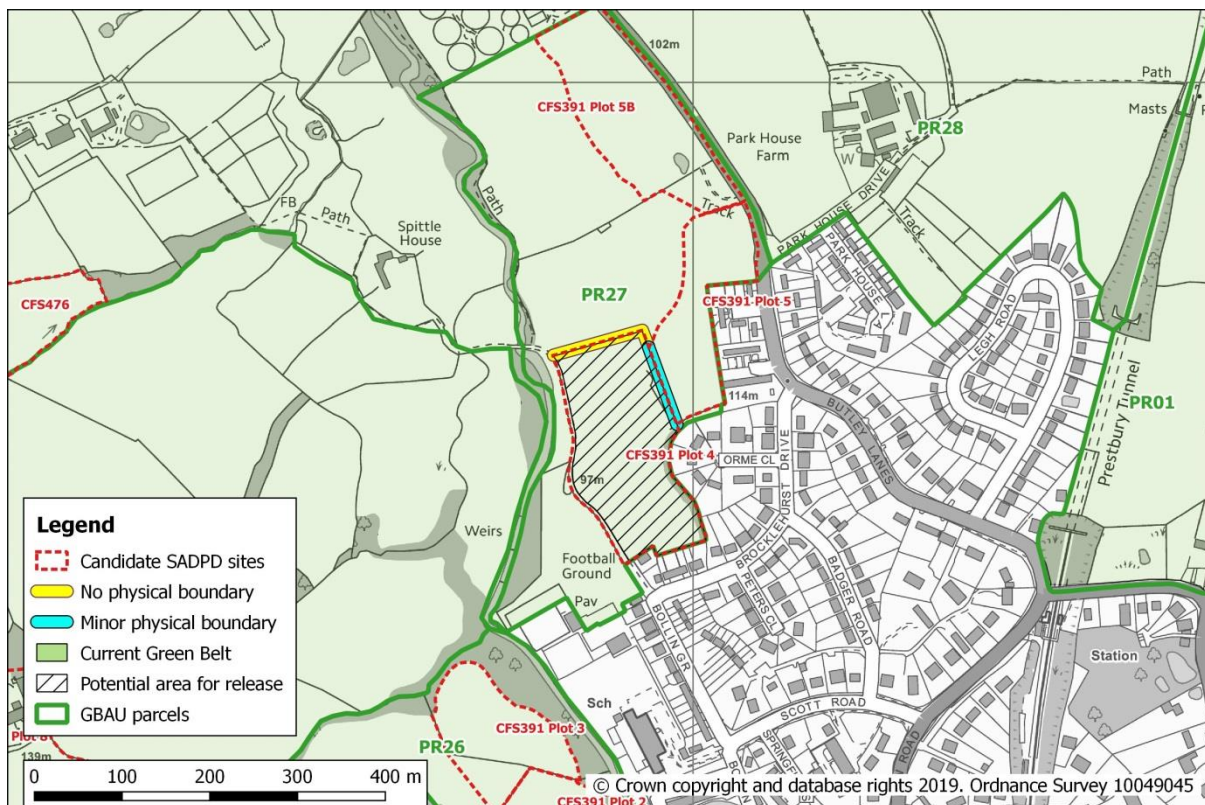 102m
Path
Masts
CFS391 Plot 5B
PR28
Park House
Farm
W
PARK HOUSE DRIVE
Track
Track
FB
Path
Path
Spittle
House
PARK HOUSE LA
CFS476
PR27
CFS391 Plot 5
LEGH ROAD
Prestbury Tunnel
PR01
114m
BUTLEY LANES
CFS391 Plot 4
ORME CL
BROCKLEHURST DRIVE
97m
Weirs
Football
Ground
Pav
PETERS CL
BADGER ROAD
BOLLIN GR
Station
Sch
SCOTT ROAD
ROAD
CFS391 Plot 3
PR26
139m
CFS391 Plot 2
Legend
Candidate SADPD sites
No physical boundary
Minor physical boundary
Current Green Belt
Potential area for release
GBAU parcels
0 100 200 300 400 m
© Crown copyright and database rights 2019. Ordnance Survey 10049045